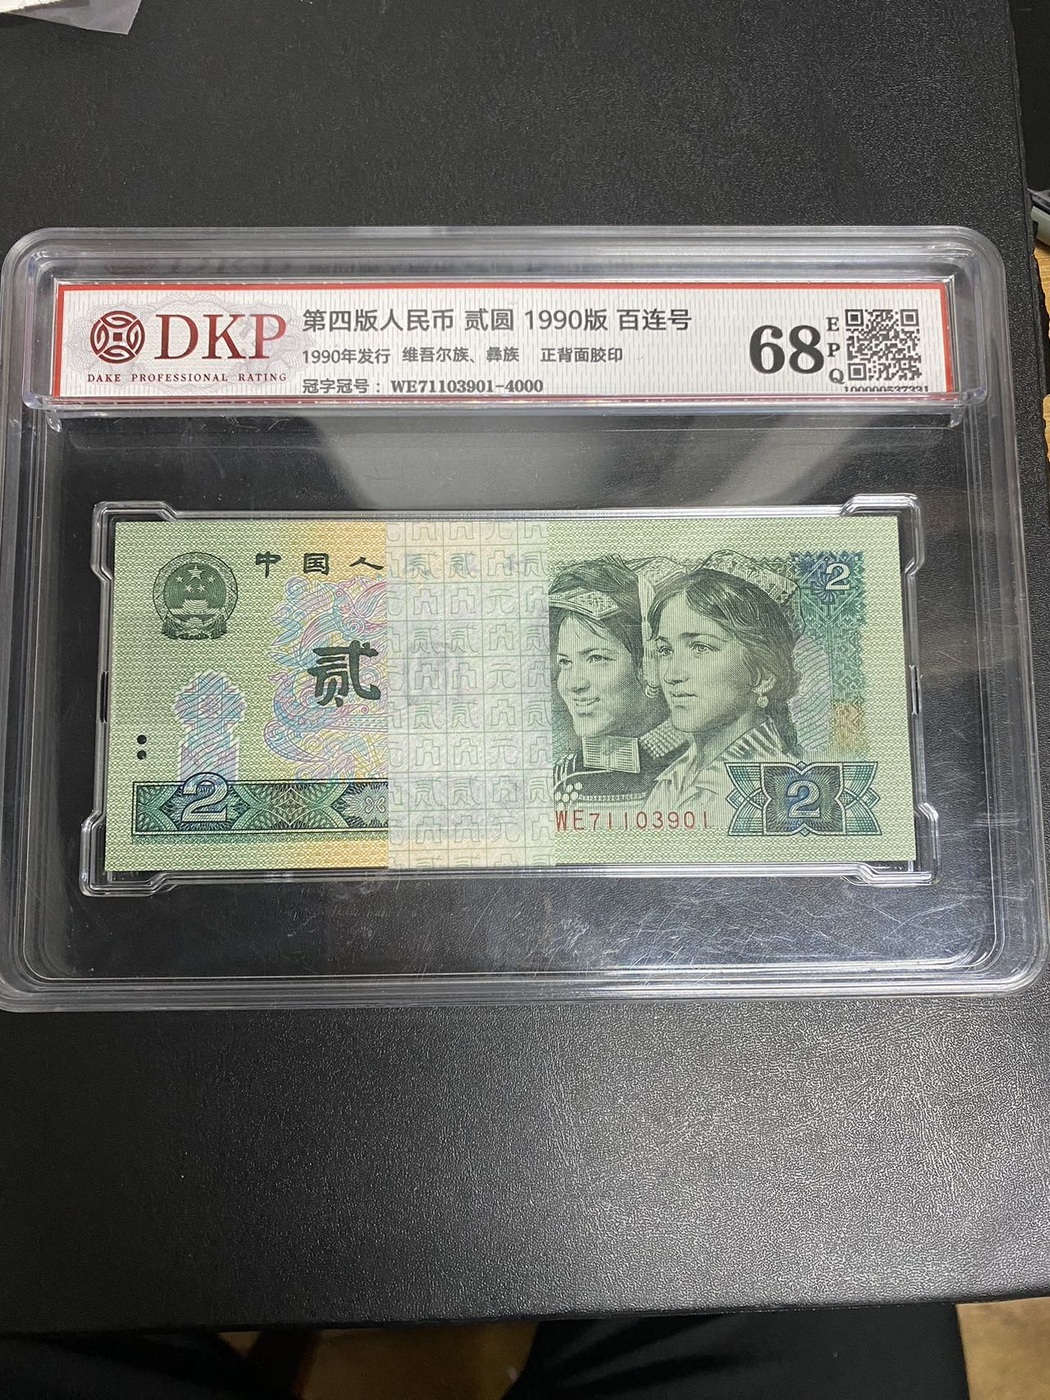 DKP
DAKE PROFESSIONAL RATING
第四版人民币 贰圆 1990版 百连号
1990年发行 维吾尔族、彝族 正背面胶印
冠字冠号：WE71103901-4000
68
EPQ
100000537331
中国人
贰
2
2
WE71103901
2